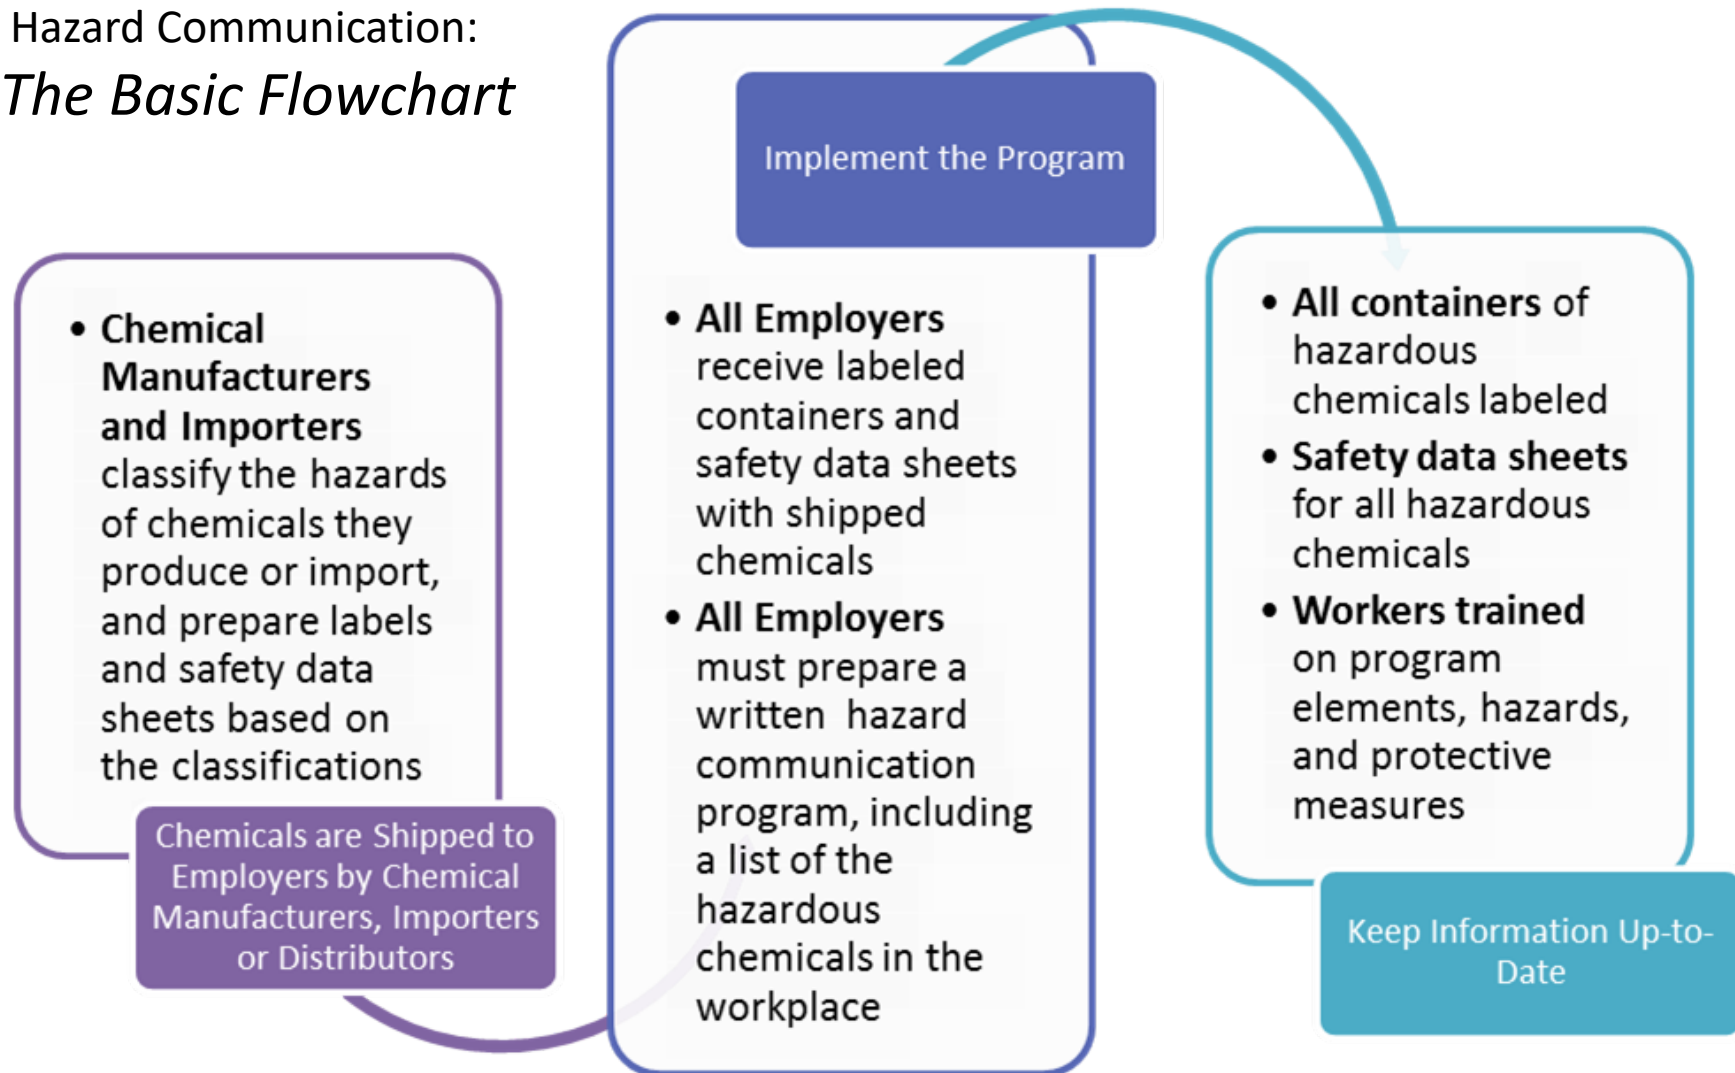 Hazard Communication:
The Basic Flowchart
• Chemical
Manufacturers
and Importers
classify the hazards
of chemicals they
produce or import,
and prepare labels
and safety data
sheets based on
the classifications
Chemicals are Shipped to
Employers by Chemical
Manufacturers, Importers
or Distributors
Implement the Program
• All Employers
receive labeled
containers and
safety data sheets
with shipped
chemicals
• All Employers
must prepare a
written hazard
communication
program, including
a list of the
hazardous
chemicals in the
workplace
• All containers of
hazardous
chemicals labeled
• Safety data sheets
for all hazardous
chemicals
• Workers trained
on program
elements, hazards,
and protective
measures
Keep Information Up-to-
Date